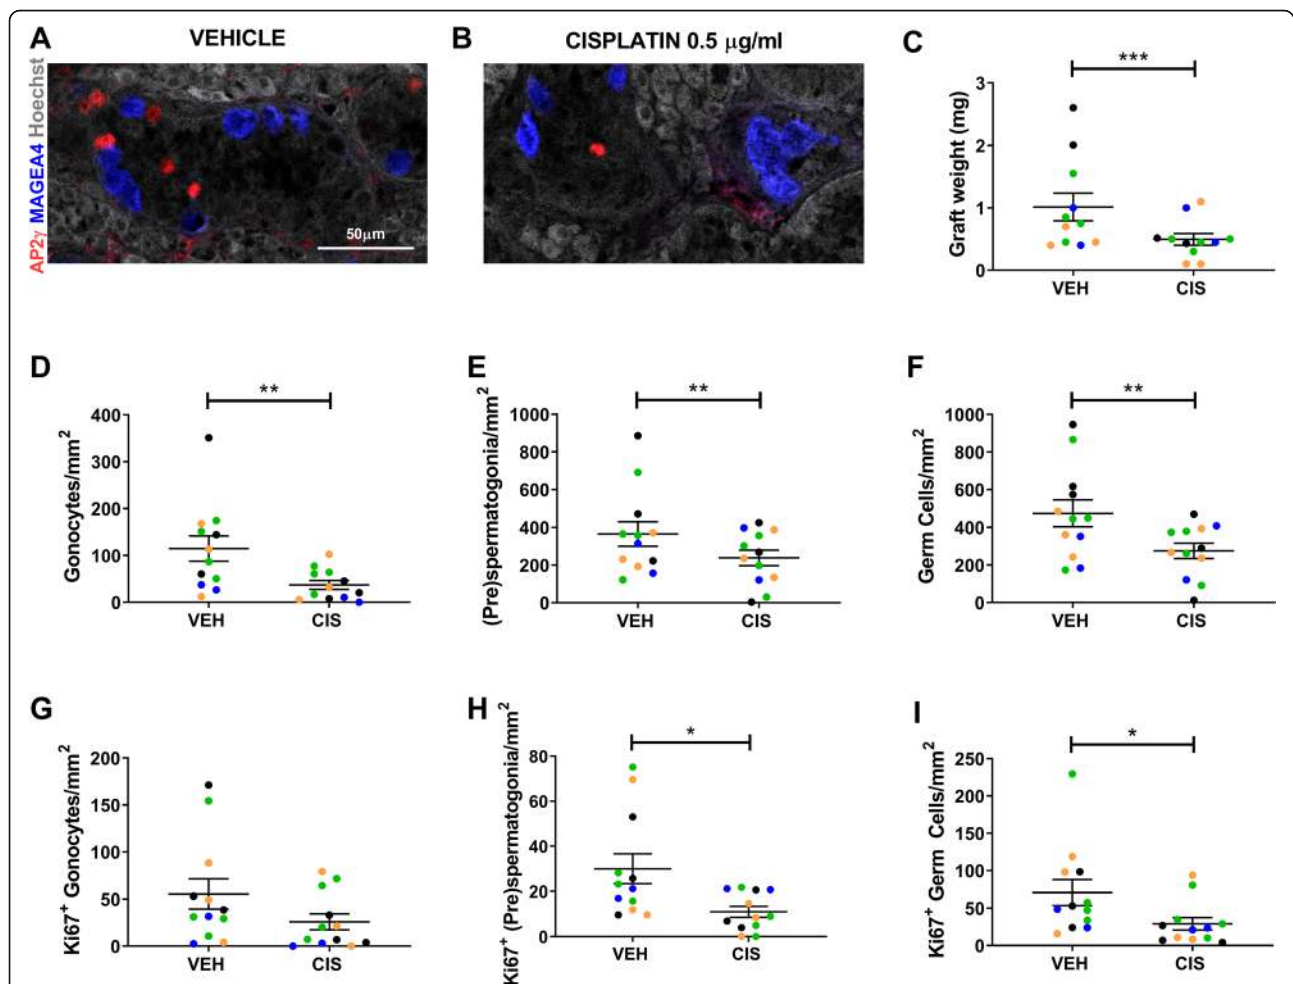 A VEHICLE
B CISPLATIN 0.5 µg/ml
AP2γ MAGEA4 Hoechst
50µm
C
***
Graft weight (mg)
3
2
1
0
VEH CIS
D
**
Gonocytes/mm2
400
300
200
100
0
VEH CIS
E
**
(Pre)spermatogonia/mm2
1000
800
600
400
200
0
VEH CIS
F
**
Germ Cells/mm2
1000
800
600
400
200
0
VEH CIS
G
Ki67+ Gonocytes/mm2
200
150
100
50
0
VEH CIS
H
*
Ki67+ (Pre)spermatogonia/mm2
80
60
40
20
0
VEH CIS
I
*
Ki67+ Germ Cells/mm2
250
200
150
100
50
0
VEH CIS